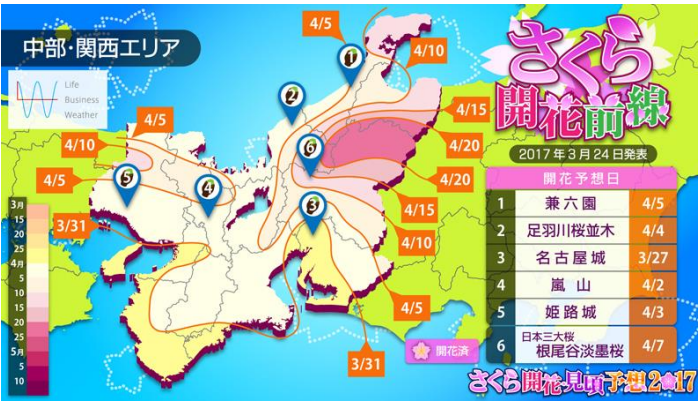 中部・関西エリア
Life
Business
Weather
4/5
4/10
4/15
4/20
4/20
4/15
4/10
4/5
3/31
4/5
4/10
4/5
3/31
1
2
6
3
4
5
3月
15
20
25
4月
5
10
15
20
25
5月
5
10
開花済
さくら
開花前線
2017年3月24日発表
開花予想日
1 兼六園 4/5
2 足羽川桜並木 4/4
3 名古屋城 3/27
4 嵐山 4/2
5 姫路城 4/3
6 日本三大桜 根尾谷淡墨桜 4/7
さくら開花見頃予想2017